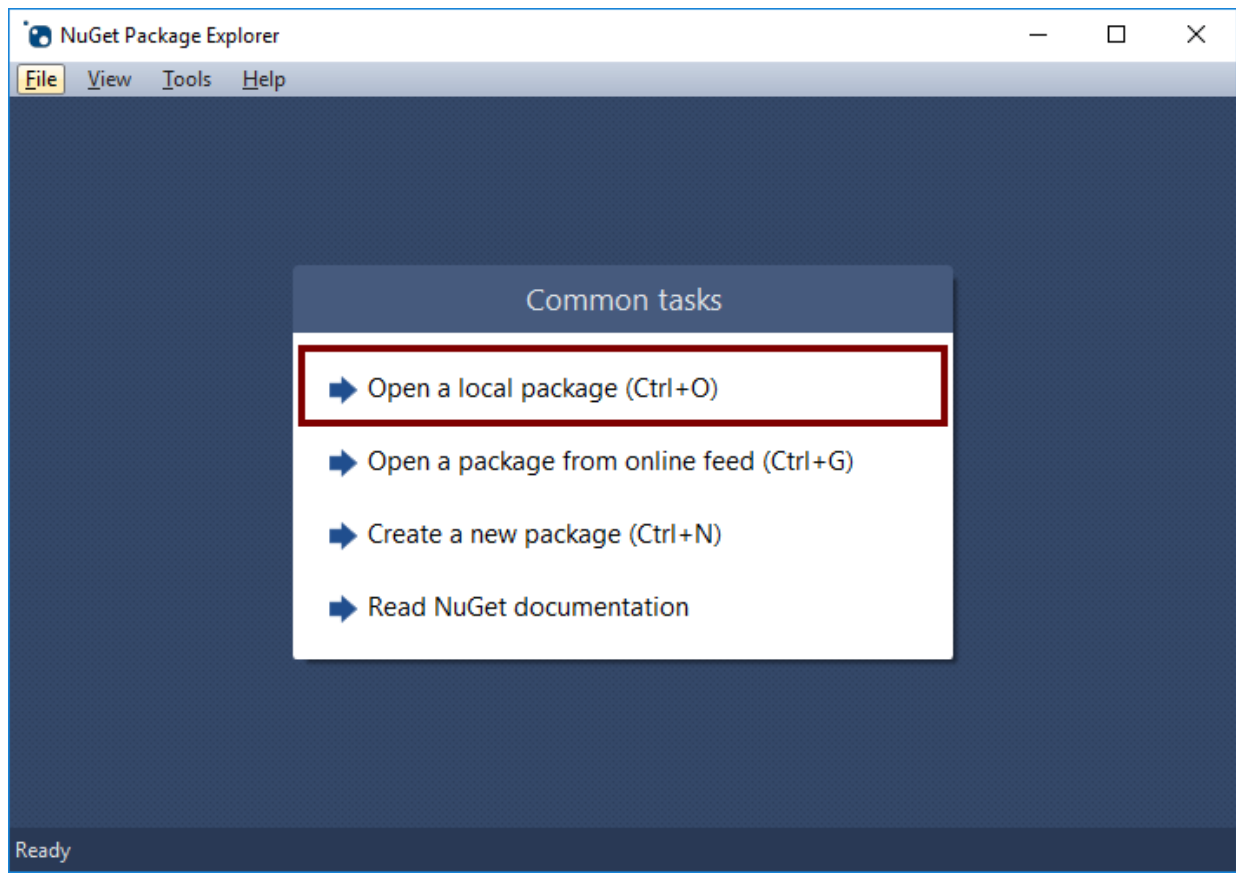 NuGet Package Explorer
File View Tools Help
Common tasks
Open a local package (Ctrl+O)
Open a package from online feed (Ctrl+G)
Create a new package (Ctrl+N)
Read NuGet documentation
Ready